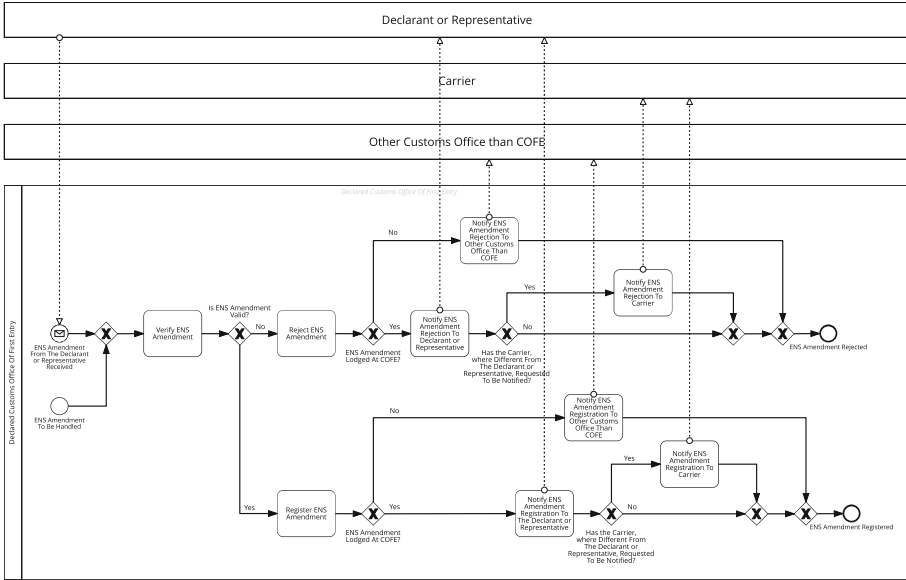 Declarant or Representative
Carrier
Other Customs Office than COFE
Declared Customs Office Of First Entry
Declared Customs Office Of First Entry
Notify ENS
Amendment
Rejection To
Other Customs
Office Than
COFE
No
Notify ENS
Amendment
Rejection To
Carrier
Yes
Is ENS Amendment
Valid?
ENS Amendment
From The Declarant
or Representative
Received
Verify ENS
Amendment
No
Reject ENS
Amendment
Yes
ENS Amendment
Lodged At COFE?
Notify ENS
Amendment
Rejection To
The Declarant or
Representative
No
Has the Carrier,
where Different From
The Declarant or
Representative, Requested
To Be Notified?
ENS Amendment Rejected
ENS Amendment
To Be Handled
No
Notify ENS
Amendment
Registration To
Other Customs
Office Than
COFE
Yes
Notify ENS
Amendment
Registration To
Carrier
Yes
Register ENS
Amendment
Yes
ENS Amendment
Lodged At COFE?
Notify ENS
Amendment
Registration To
The Declarant or
Representative
No
Has the Carrier,
where Different From
The Declarant or
Representative, Requested
To Be Notified?
ENS Amendment Registered